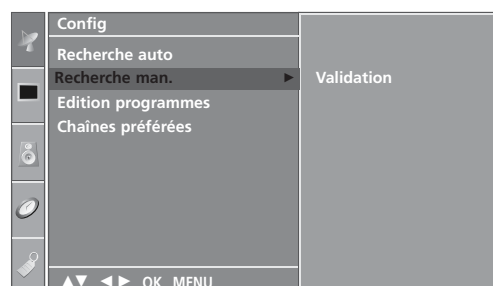 Config
Recherche auto
Recherche man. ► Validation
Edition programmes
Chaînes préférées
▲▼ ◄► OK MENU